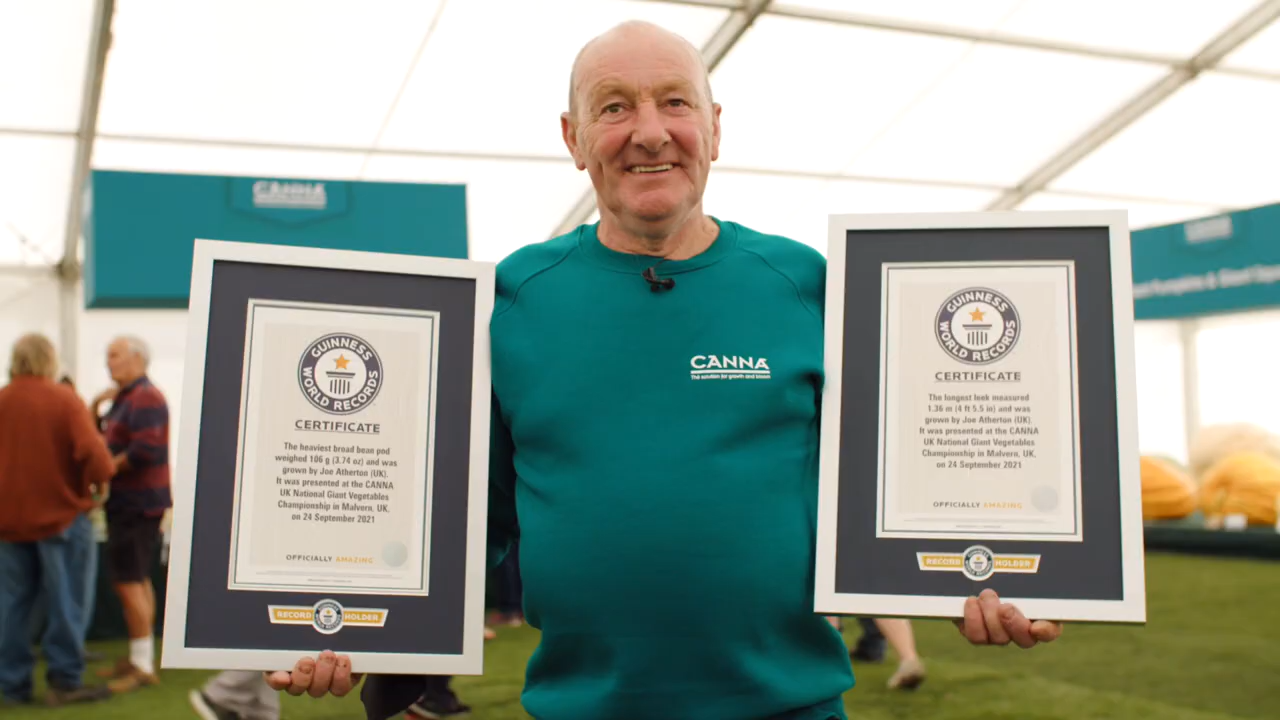 CANNA
GUINNESS
WORLD RECORDS
CERTIFICATE
The heaviest broad bean pod
weighed 106 g (3.74 oz) and was
grown by Joe Atherton (UK).
It was presented at the CANNA
UK National Giant Vegetables
Championship in Malvern, UK,
on 24 September 2021
OFFICIALLY AMAZING
RECORD HOLDER
CANNA
The solution for growth and bloom
GUINNESS
WORLD RECORDS
CERTIFICATE
The longest leek measured
1.36 m (4 ft 5.5 in) and was
grown by Joe Atherton (UK).
It was presented at the CANNA
UK National Giant Vegetables
Championship in Malvern, UK,
on 24 September 2021
OFFICIALLY AMAZING
RECORD HOLDER
Pumpkins & Giant